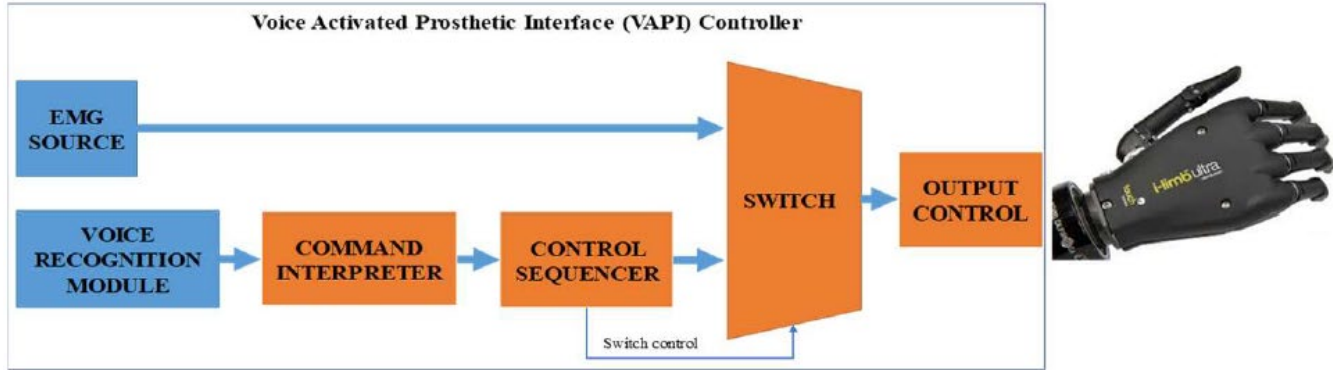 Voice Activated Prosthetic Interface (VAPI) Controller
EMG
SOURCE
VOICE
RECOGNITION
MODULE
COMMAND
INTERPRETER
CONTROL
SEQUENCER
Switch control
SWITCH
OUTPUT
CONTROL
i-limb ultra
touch